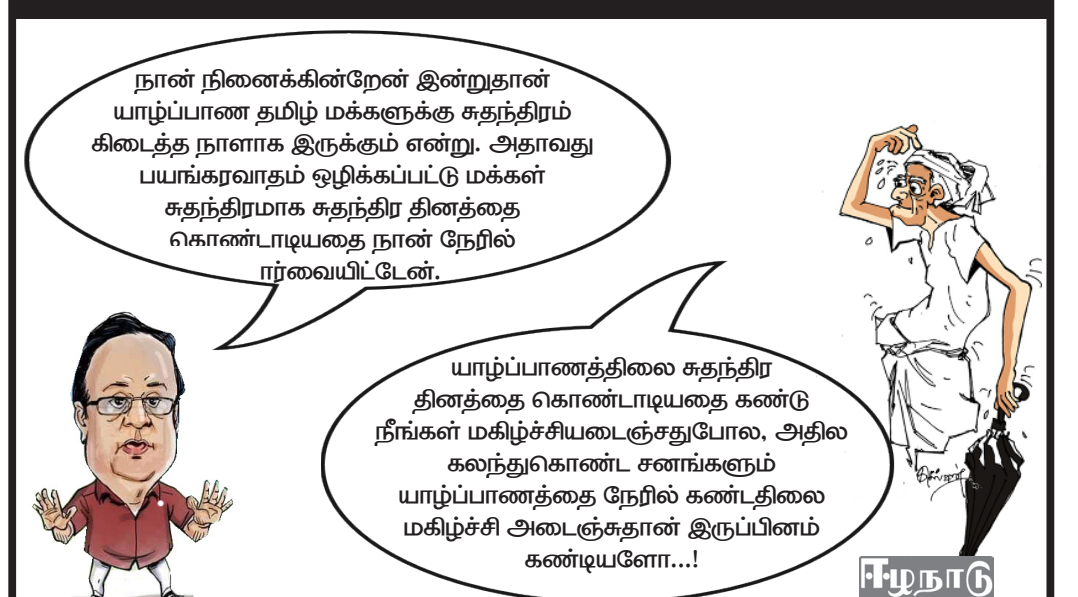 நான் நினைக்கின்றேன் இன்றுதான்
யாழ்ப்பாண தமிழ் மக்களுக்கு சுதந்திரம்
கிடைத்த நாளாக இருக்கும் என்று. அதாவது
பயங்கரவாதம் ஒழிக்கப்பட்டு மக்கள்
சுதந்திரமாக சுதந்திர தினத்தை
கொண்டாடியதை நான் நேரில்
ார்வையிட்டேன்.
யாழ்ப்பாணத்திலை சுதந்திர
தினத்தை கொண்டாடியதை கண்டு
நீங்கள் மகிழ்ச்சியடைஞ்சதுபோல, அதில
கலந்துகொண்ட சனங்களும்
யாழ்ப்பாணத்தை நேரில் கண்டதிலை
மகிழ்ச்சி அடைஞ்சுதான் இருப்பினம்
கண்டியளோ...!
ஈழநாடு